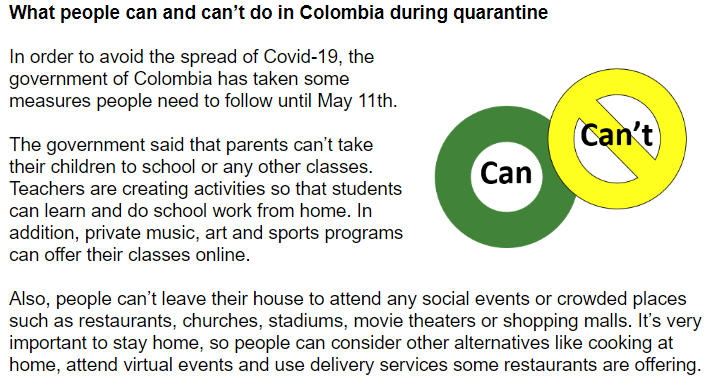 What people can and can’t do in Colombia during quarantine
In order to avoid the spread of Covid-19, the
government of Colombia has taken some
measures people need to follow until May 11th.
The government said that parents can’t take
their children to school or any other classes.
Teachers are creating activities so that students
can learn and do school work from home. In
addition, private music, art and sports programs
can offer their classes online.
Can
Can’t
Also, people can’t leave their house to attend any social events or crowded places
such as restaurants, churches, stadiums, movie theaters or shopping malls. It’s very
important to stay home, so people can consider other alternatives like cooking at
home, attend virtual events and use delivery services some restaurants are offering.